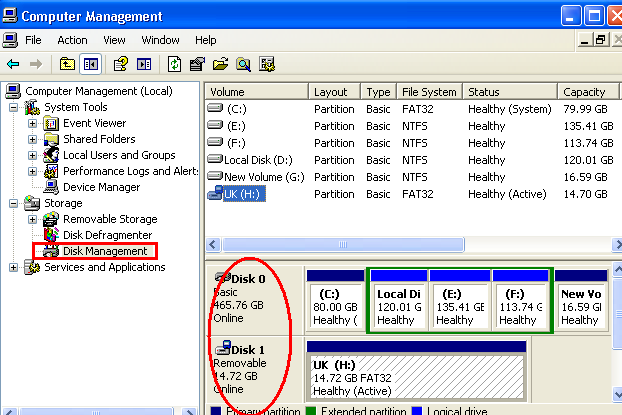 Computer Management
File Action View Window Help
Computer Management (Local)
System Tools
Event Viewer
Shared Folders
Local Users and Groups
Performance Logs and Alerts
Device Manager
Storage
Removable Storage
Disk Defragmenter
Disk Management
Services and Applications
Volume Layout Type File System Status Capacity
(C:) Partition Basic FAT32 Healthy (System) 79.99 GB
(E:) Partition Basic NTFS Healthy 135.41 GB
(F:) Partition Basic NTFS Healthy 113.74 GB
Local Disk (D:) Partition Basic NTFS Healthy 120.01 GB
New Volume (G:) Partition Basic NTFS Healthy 16.59 GB
UK (H:) Partition Basic FAT32 Healthy (Active) 14.70 GB
Disk 0
Basic
465.76 GB
Online
(C:)
80.00 GB
Healthy (
Local Di
120.01 G
Healthy
(E:)
135.41 GE
Healthy
(F:)
113.74 G
Healthy
New Vo
16.59 GI
Healthy
Disk 1
Removable
14.72 GB
Online
UK (H:)
14.72 GB FAT32
Healthy (Active)
Primary partition Extended partition Logical drive